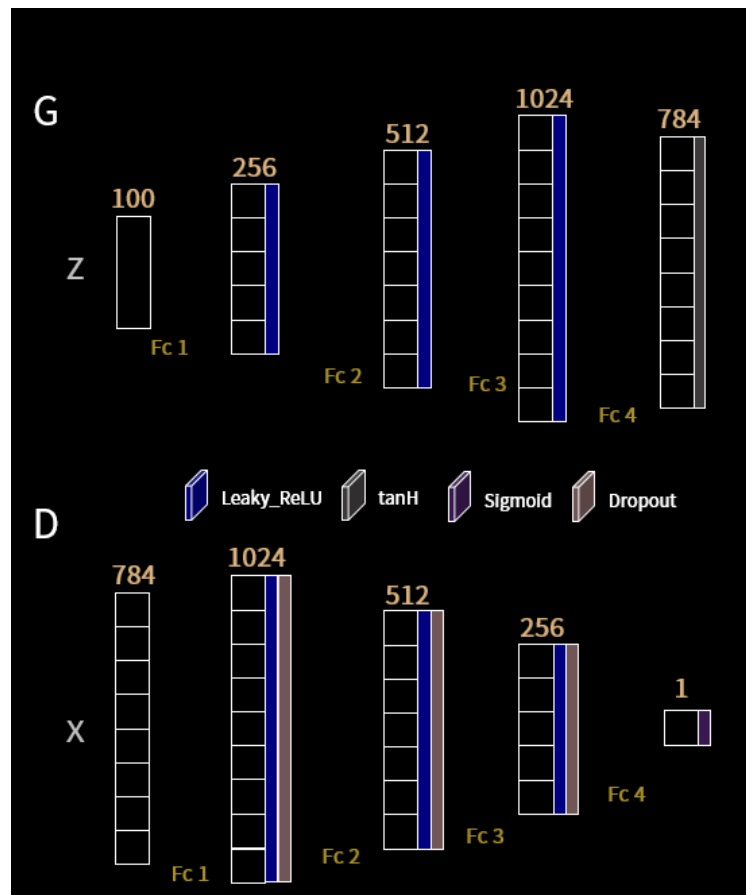 G
100
256
512
1024
784
Z
Fc 1
Fc 2
Fc 3
Fc 4
Leaky_ReLU
tanH
Sigmoid
Dropout
D
784
1024
512
256
1
X
Fc 1
Fc 2
Fc 3
Fc 4